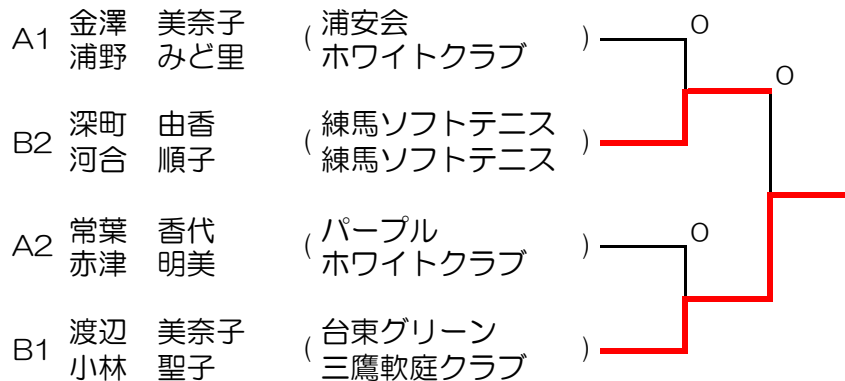 A1 金澤　美奈子 ( 浦安会 ) 0
浦野　みど里 ホワイトクラブ
0
B2 深町　由香 ( 練馬ソフトテニス )
河合　順子 練馬ソフトテニス
A2 常葉　香代 ( パープル ) 0
赤津　明美 ホワイトクラブ
B1 渡辺　美奈子 ( 台東グリーン )
小林　聖子 三鷹軟庭クラブ